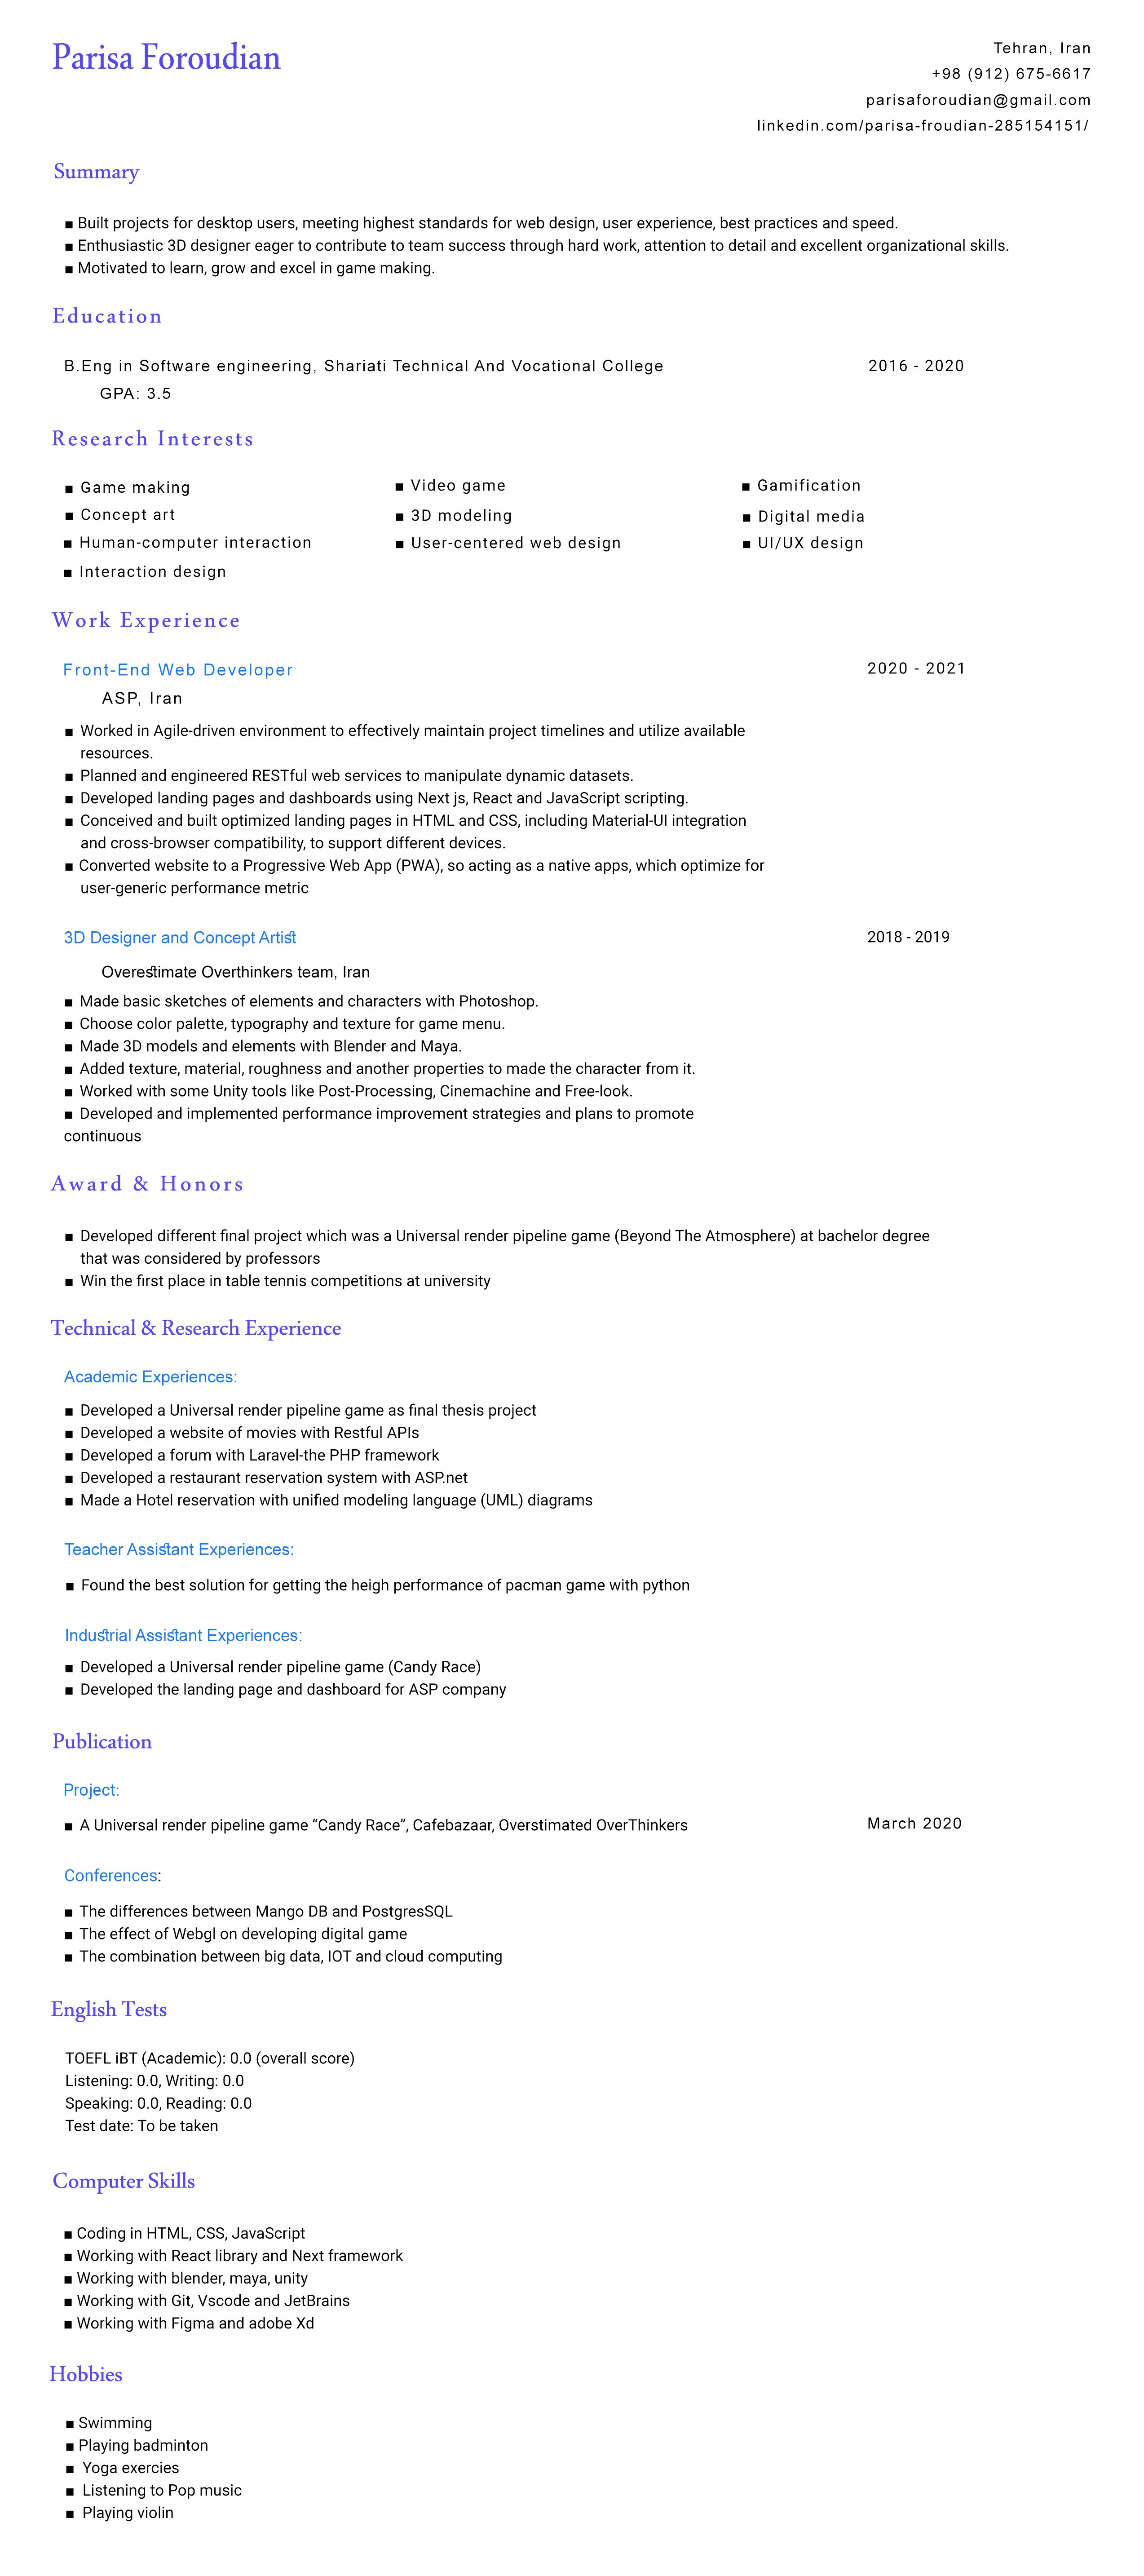 Parisa Foroudian
Tehran, Iran
+98 (912) 675-6617
parisaforoudian@gmail.com
linkedin.com/parisa-froudian-285154151/
Summary
■ Built projects for desktop users, meeting highest standards for web design, user experience, best practices and speed.
■ Enthusiastic 3D designer eager to contribute to team success through hard work, attention to detail and excellent organizational skills.
■ Motivated to learn, grow and excel in game making.
Education
B.Eng in Software engineering, Shariati Technical And Vocational College 2016 - 2020
GPA: 3.5
Research Interests
■ Game making ■ Video game ■ Gamification
■ Concept art ■ 3D modeling ■ Digital media
■ Human-computer interaction ■ User-centered web design ■ UI/UX design
■ Interaction design
Work Experience
Front-End Web Developer 2020 - 2021
ASP, Iran
■ Worked in Agile-driven environment to effectively maintain project timelines and utilize available
resources.
■ Planned and engineered RESTful web services to manipulate dynamic datasets.
■ Developed landing pages and dashboards using Next js, React and JavaScript scripting.
■ Conceived and built optimized landing pages in HTML and CSS, including Material-UI integration
and cross-browser compatibility, to support different devices.
■ Converted website to a Progressive Web App (PWA), so acting as a native apps, which optimize for
user-generic performance metric
3D Designer and Concept Artist 2018 - 2019
Overestimate Overthinkers team, Iran
■ Made basic sketches of elements and characters with Photoshop.
■ Choose color palette, typography and texture for game menu.
■ Made 3D models and elements with Blender and Maya.
■ Added texture, material, roughness and another properties to made the character from it.
■ Worked with some Unity tools like Post-Processing, Cinemachine and Free-look.
■ Developed and implemented performance improvement strategies and plans to promote
continuous
Award & Honors
■ Developed different final project which was a Universal render pipeline game (Beyond The Atmosphere) at bachelor degree
that was considered by professors
■ Win the first place in table tennis competitions at university
Technical & Research Experience
Academic Experiences:
■ Developed a Universal render pipeline game as final thesis project
■ Developed a website of movies with Restful APIs
■ Developed a forum with Laravel-the PHP framework
■ Developed a restaurant reservation system with ASP.net
■ Made a Hotel reservation with unified modeling language (UML) diagrams
Teacher Assistant Experiences:
■ Found the best solution for getting the heigh performance of pacman game with python
Industrial Assistant Experiences:
■ Developed a Universal render pipeline game (Candy Race)
■ Developed the landing page and dashboard for ASP company
Publication
Project:
■ A Universal render pipeline game “Candy Race”, Cafebazaar, Overstimated OverThinkers March 2020
Conferences:
■ The differences between Mango DB and PostgresSQL
■ The effect of Webgl on developing digital game
■ The combination between big data, IOT and cloud computing
English Tests
TOEFL iBT (Academic): 0.0 (overall score)
Listening: 0.0, Writing: 0.0
Speaking: 0.0, Reading: 0.0
Test date: To be taken
Computer Skills
■ Coding in HTML, CSS, JavaScript
■ Working with React library and Next framework
■ Working with blender, maya, unity
■ Working with Git, Vscode and JetBrains
■ Working with Figma and adobe Xd
Hobbies
■ Swimming
■ Playing badminton
■ Yoga exercies
■ Listening to Pop music
■ Playing violin